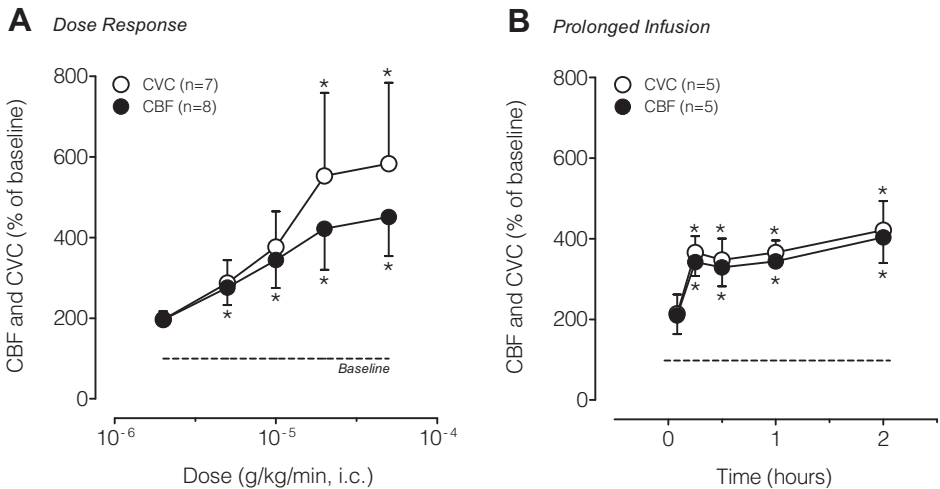 A Dose Response
CBF and CVC (% of baseline)
800
600
400
200
0
CVC (n=7)
CBF (n=8)
*
*
*
*
*
*
Baseline
10-6
10-5
10-4
Dose (g/kg/min, i.c.)
B Prolonged Infusion
CBF and CVC (% of baseline)
800
600
400
200
0
CVC (n=5)
CBF (n=5)
* * * *
* * * *
0 1 2
Time (hours)